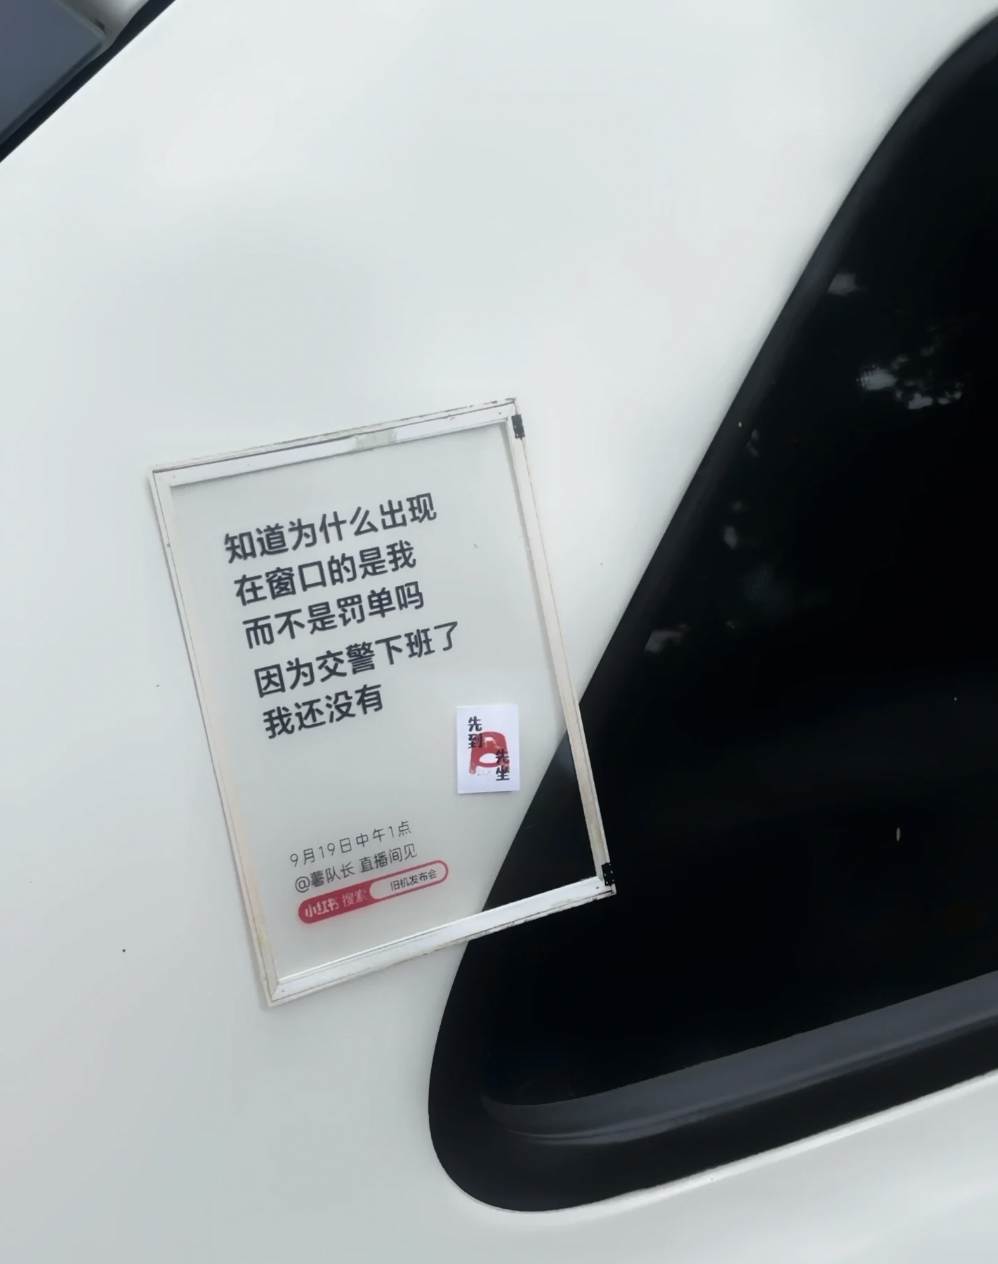 知道为什么出现
在窗口的是我
而不是罚单吗
因为交警下班了
我还没有
先到
先坐
9月19日中午1点
@薯队长 直播间见
小红书 搜索 旧机发布会